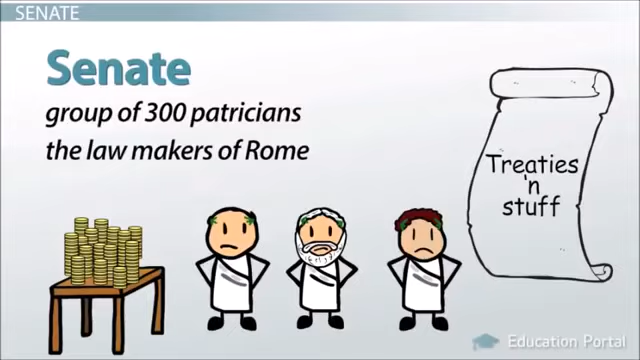 SENATE
Senate
group of 300 patricians
the law makers of Rome
Treaties
'n
stuff
Education Portal